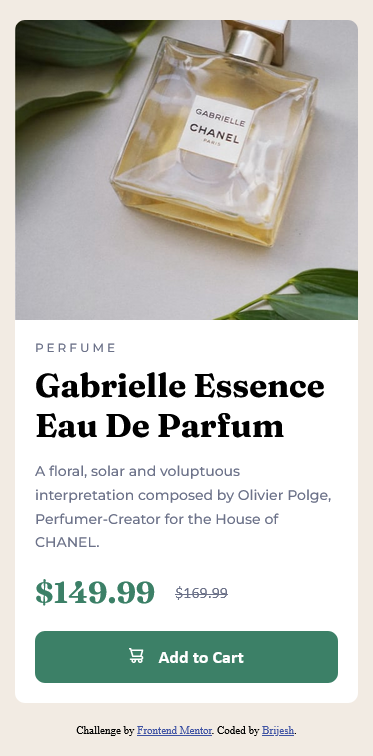 GABRIELLE
CHANEL
PARIS
PERFUME
Gabrielle Essence
Eau De Parfum
A floral, solar and voluptuous
interpretation composed by Olivier Polge,
Perfumer-Creator for the House of
CHANEL.
$149.99 $169.99
Add to Cart
Challenge by Frontend Mentor. Coded by Brijesh.